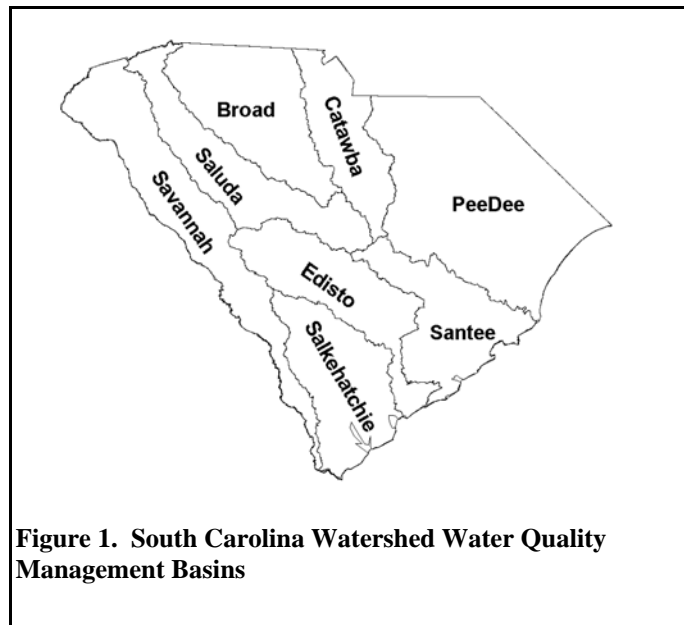 Broad
Catawba
Saluda
Savannah
PeeDee
Edisto
Santee
Salkehatchie
Figure 1.  South Carolina Watershed Water Quality
Management Basins